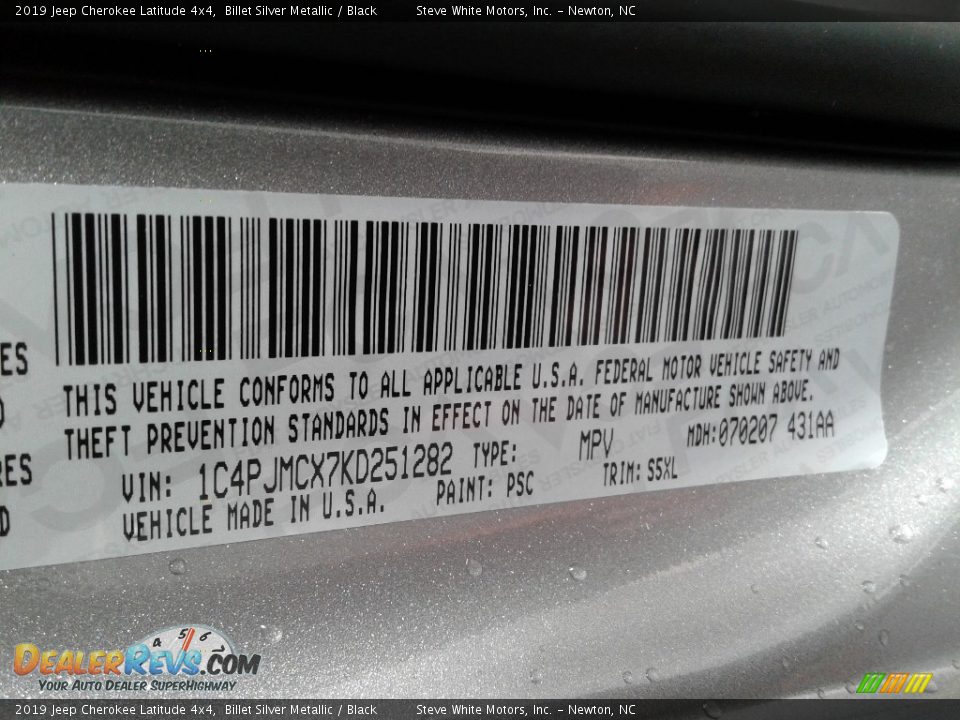 2019 Jeep Cherokee Latitude 4x4, Billet Silver Metallic / Black Steve White Motors, Inc. - Newton, NC
THIS VEHICLE CONFORMS TO ALL APPLICABLE U.S.A. FEDERAL MOTOR VEHICLE SAFETY AND
THEFT PREVENTION STANDARDS IN EFFECT ON THE DATE OF MANUFACTURE SHOWN ABOVE.
VIN: 1C4PJMCX7KD251282 TYPE: MPV MDH:070207 431AA
VEHICLE MADE IN U.S.A. PAINT: PSC TRIM: S5XL
4 5 6
DEALERREVS.COM
YOUR AUTO DEALER SUPERHIGHWAY
2019 Jeep Cherokee Latitude 4x4, Billet Silver Metallic / Black Steve White Motors, Inc. - Newton, NC